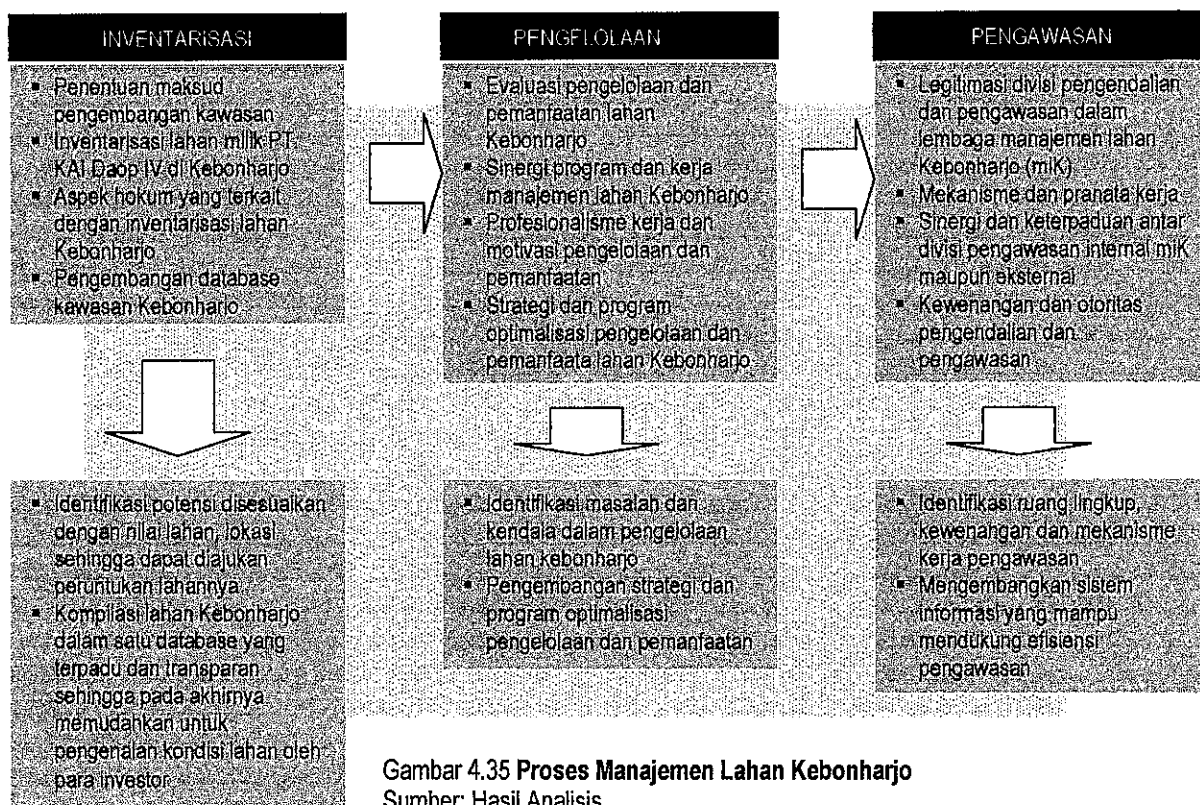 INVENTARISASI
▪ Penentuan maksud
pengembangan kawasan
▪ Inventarisasi lahan milik PT.
KAI Daop IV di Kebonharjo
▪ Aspek hokum yang terkait
dengan inventarisasi lahan
Kebonharjo
▪ Pengembangan database
kawasan Kebonharjo
PENGELOLAAN
▪ Evaluasi pengelolaan dan
pemanfaatan lahan
Kebonharjo
▪ Sinergi program dan kerja
manajemen lahan Kebonharjo
▪ Profesionalisme kerja dan
motivasi pengelolaan dan
pemanfaatan
▪ Strategi dan program
optimalisasi pengelolaan dan
pemanfaata lahan Kebonharjo
PENGAWASAN
▪ Legitimasi divisi pengendalian
dan pengawasan dalam
lembaga manajemen lahan
Kebonharjo (mlK)
▪ Mekanisme dan pranata kerja
▪ Sinergi dan keterpaduan antar
divisi pengawasan internal mlK
maupun eksternal
▪ Kewenangan dan otoritas
pengendalian dan
pengawasan
▪ Identifikasi potensi disesuaikan
dengan nilai lahan, lokasi
sehingga dapat diajukan
peruntukan lahannya
▪ Kompilasi lahan Kebonharjo
dalam satu database yang
terpadu dan transparan
sehingga pada akhirnya
memudahkan untuk
pengenalan kondisi lahan oleh
para investor
▪ Identifikasi masalah dan
kendala dalam pengelolaan
lahan kebonharjo
▪ Pengembangan strategi dan
program optimalisasi
pengelolaan dan pemanfaatan
▪ Identifikasi ruang lingkup,
kewenangan dan mekanisme
kerja pengawasan
▪ Mengembangkan sistem
informasi yang mampu
mendukung efisiensi
pengawasan
Gambar 4.35 Proses Manajemen Lahan Kebonharjo
Sumber: Hasil Analisis